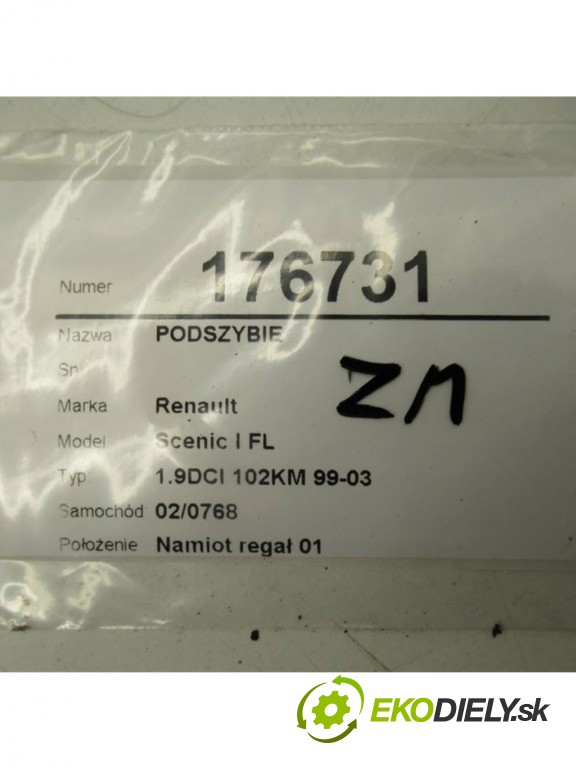 Numer 176731
Nazwa PODSZYBIE
Sn
Marka Renault ZM
Model Scenic I FL
Typ 1.9DCI 102KM 99-03
Samochód 02/0768
Położenie Namiot regał 01
EKODIELY.sk